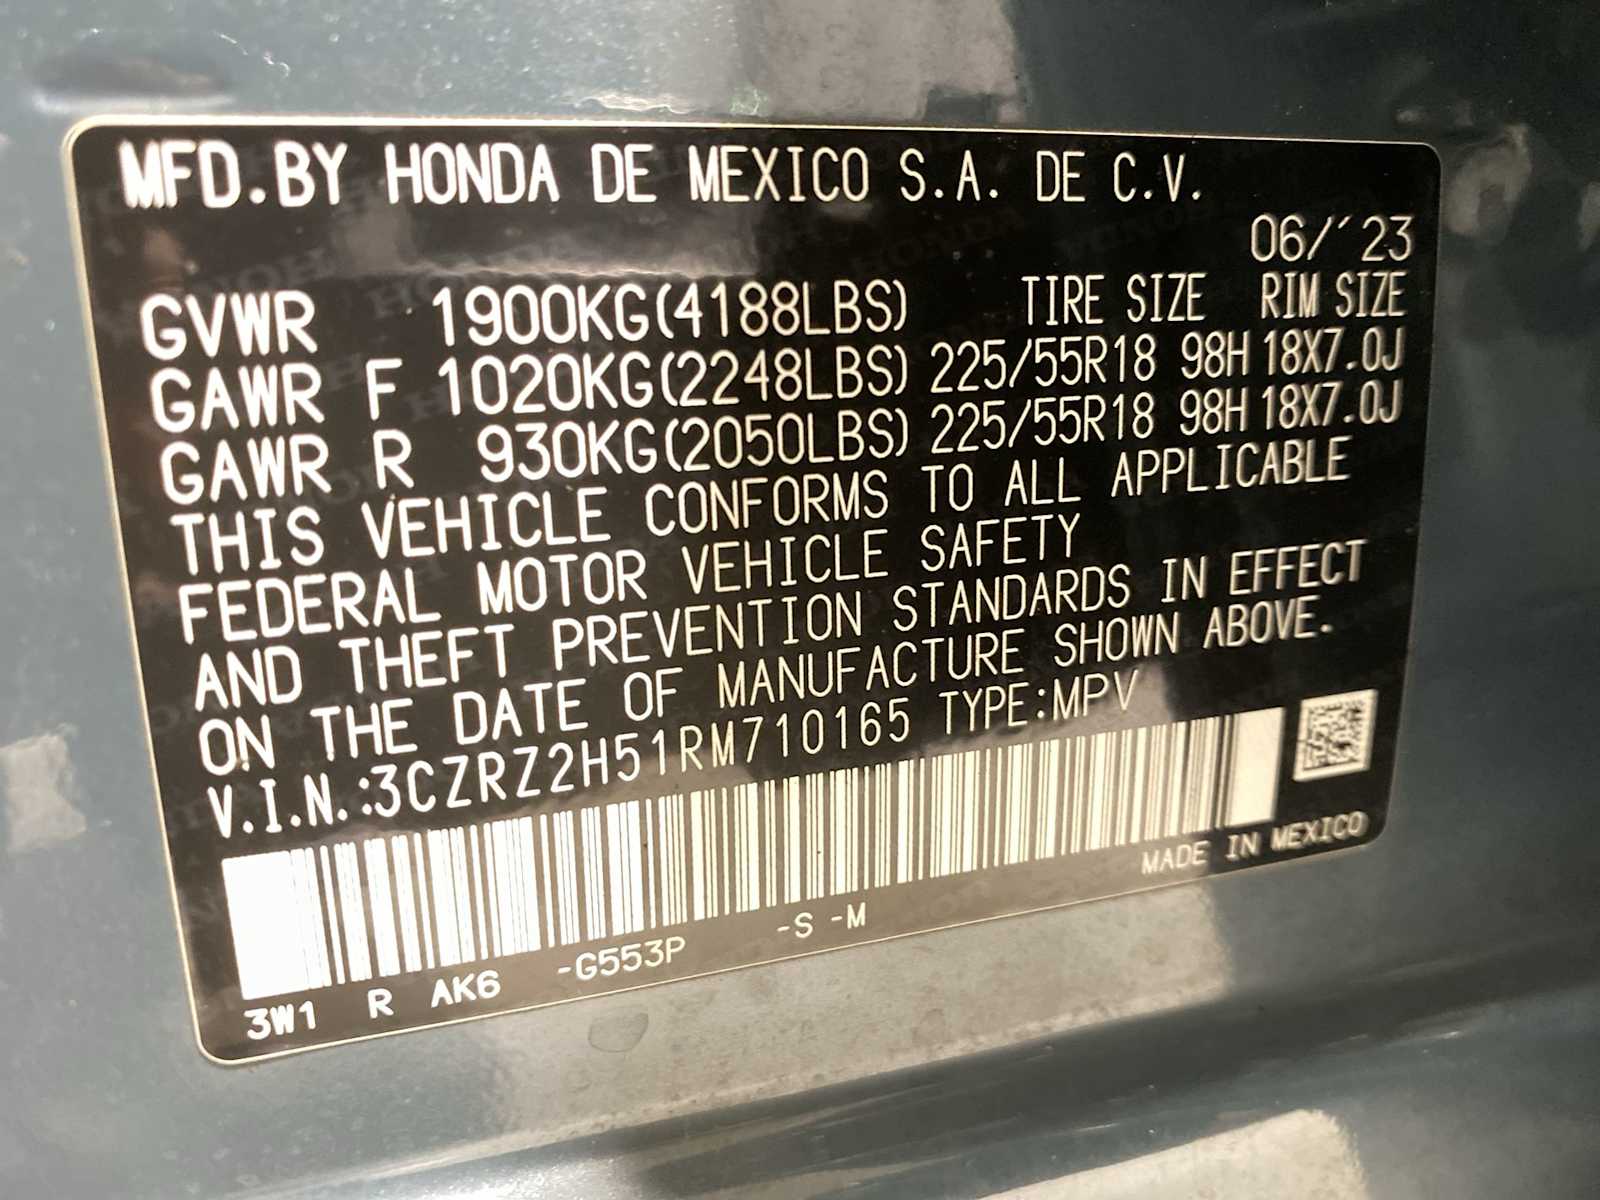 MFD.BY HONDA DE MEXICO S.A. DE C.V.
06/´23
GVWR 1900KG(4188LBS) TIRE SIZE RIM SIZE
GAWR F 1020KG(2248LBS) 225/55R18 98H 18X7.0J
GAWR R 930KG(2050LBS) 225/55R18 98H 18X7.0J
THIS VEHICLE CONFORMS TO ALL APPLICABLE
FEDERAL MOTOR VEHICLE SAFETY
AND THEFT PREVENTION STANDARDS IN EFFECT
ON THE DATE OF MANUFACTURE SHOWN ABOVE.
V.I.N.:3CZRZ2H51RM710165 TYPE:MPV
MADE IN MEXICO
3W1 R AK6 -G553P -S -M